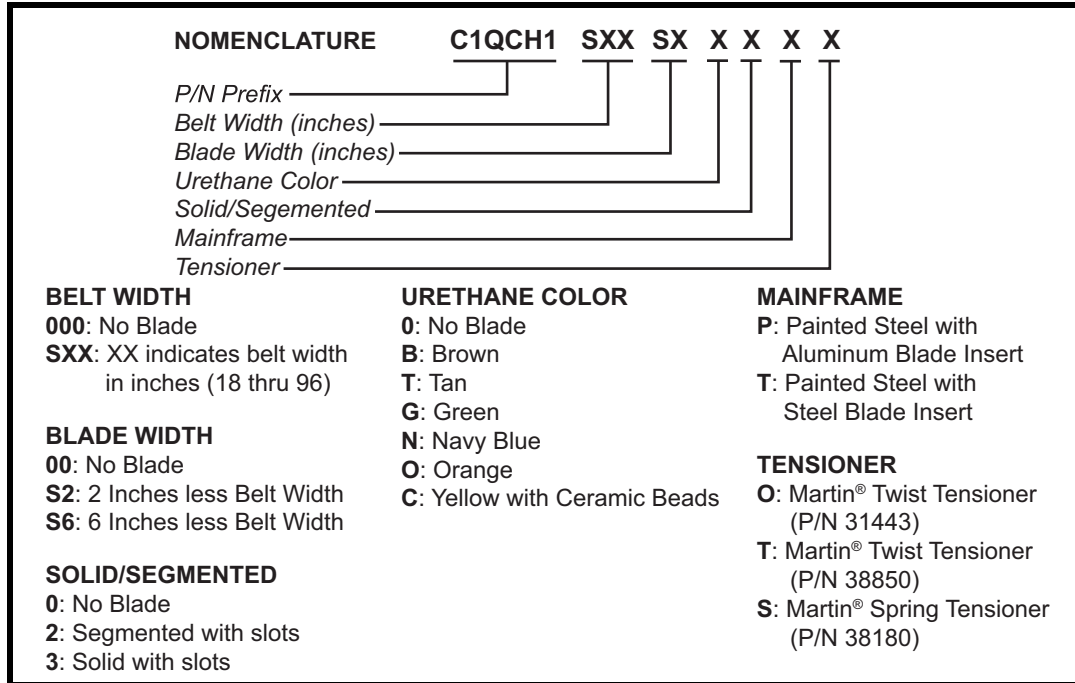 NOMENCLATURE C1QCH1 SXX SX X X X X
P/N Prefix
Belt Width (inches)
Blade Width (inches)
Urethane Color
Solid/Segemented
Mainframe
Tensioner
BELT WIDTH
000: No Blade
SXX: XX indicates belt width
in inches (18 thru 96)
BLADE WIDTH
00: No Blade
S2: 2 Inches less Belt Width
S6: 6 Inches less Belt Width
SOLID/SEGMENTED
0: No Blade
2: Segmented with slots
3: Solid with slots
URETHANE COLOR
0: No Blade
B: Brown
T: Tan
G: Green
N: Navy Blue
O: Orange
C: Yellow with Ceramic Beads
MAINFRAME
P: Painted Steel with
Aluminum Blade Insert
T: Painted Steel with
Steel Blade Insert
TENSIONER
O: Martin® Twist Tensioner
(P/N 31443)
T: Martin® Twist Tensioner
(P/N 38850)
S: Martin® Spring Tensioner
(P/N 38180)